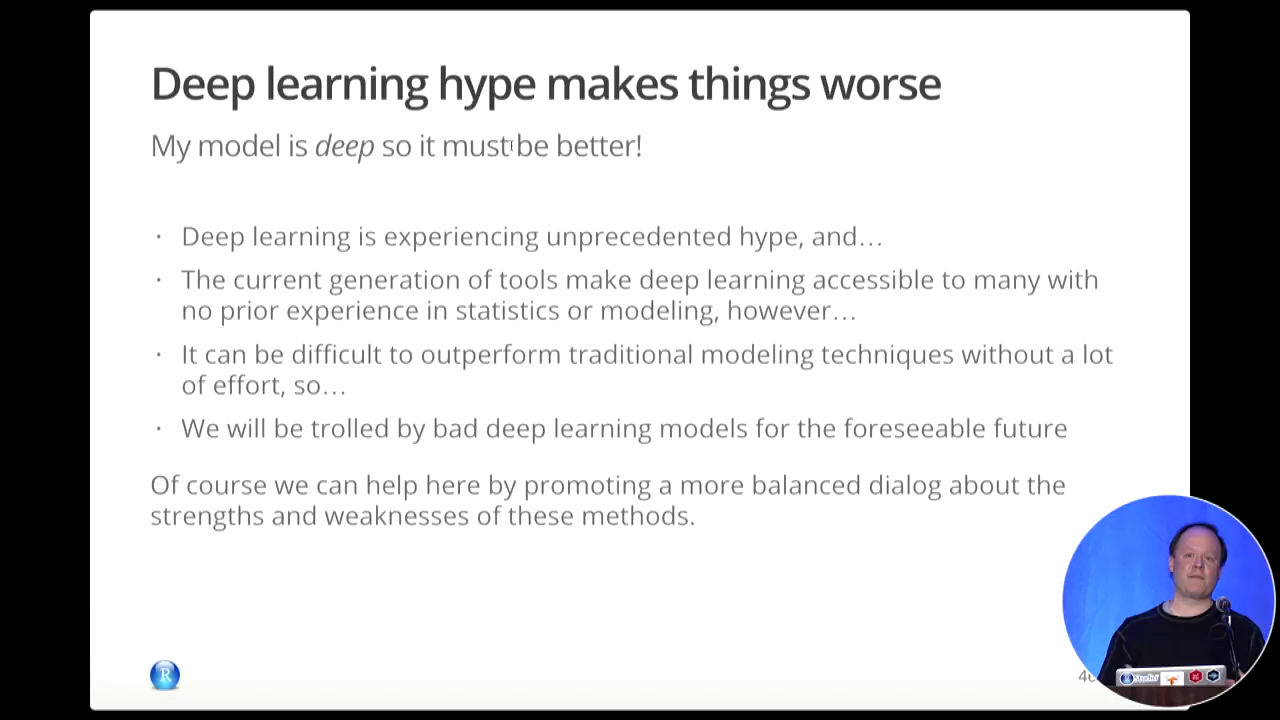 Deep learning hype makes things worse
My model is deep so it must be better!
· Deep learning is experiencing unprecedented hype, and…
· The current generation of tools make deep learning accessible to many with
no prior experience in statistics or modeling, however…
· It can be difficult to outperform traditional modeling techniques without a lot
of effort, so…
· We will be trolled by bad deep learning models for the foreseeable future
Of course we can help here by promoting a more balanced dialog about the
strengths and weaknesses of these methods.
R
Studio